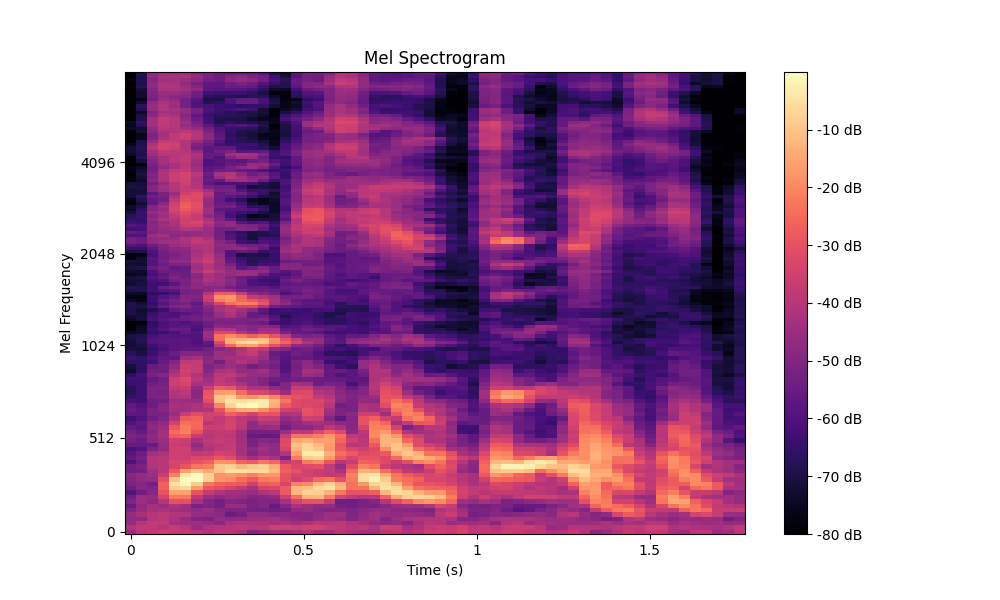 Mel Spectrogram
Mel Frequency
4096
2048
1024
512
0
0
0.5
1
1.5
Time (s)
-10 dB
-20 dB
-30 dB
-40 dB
-50 dB
-60 dB
-70 dB
-80 dB